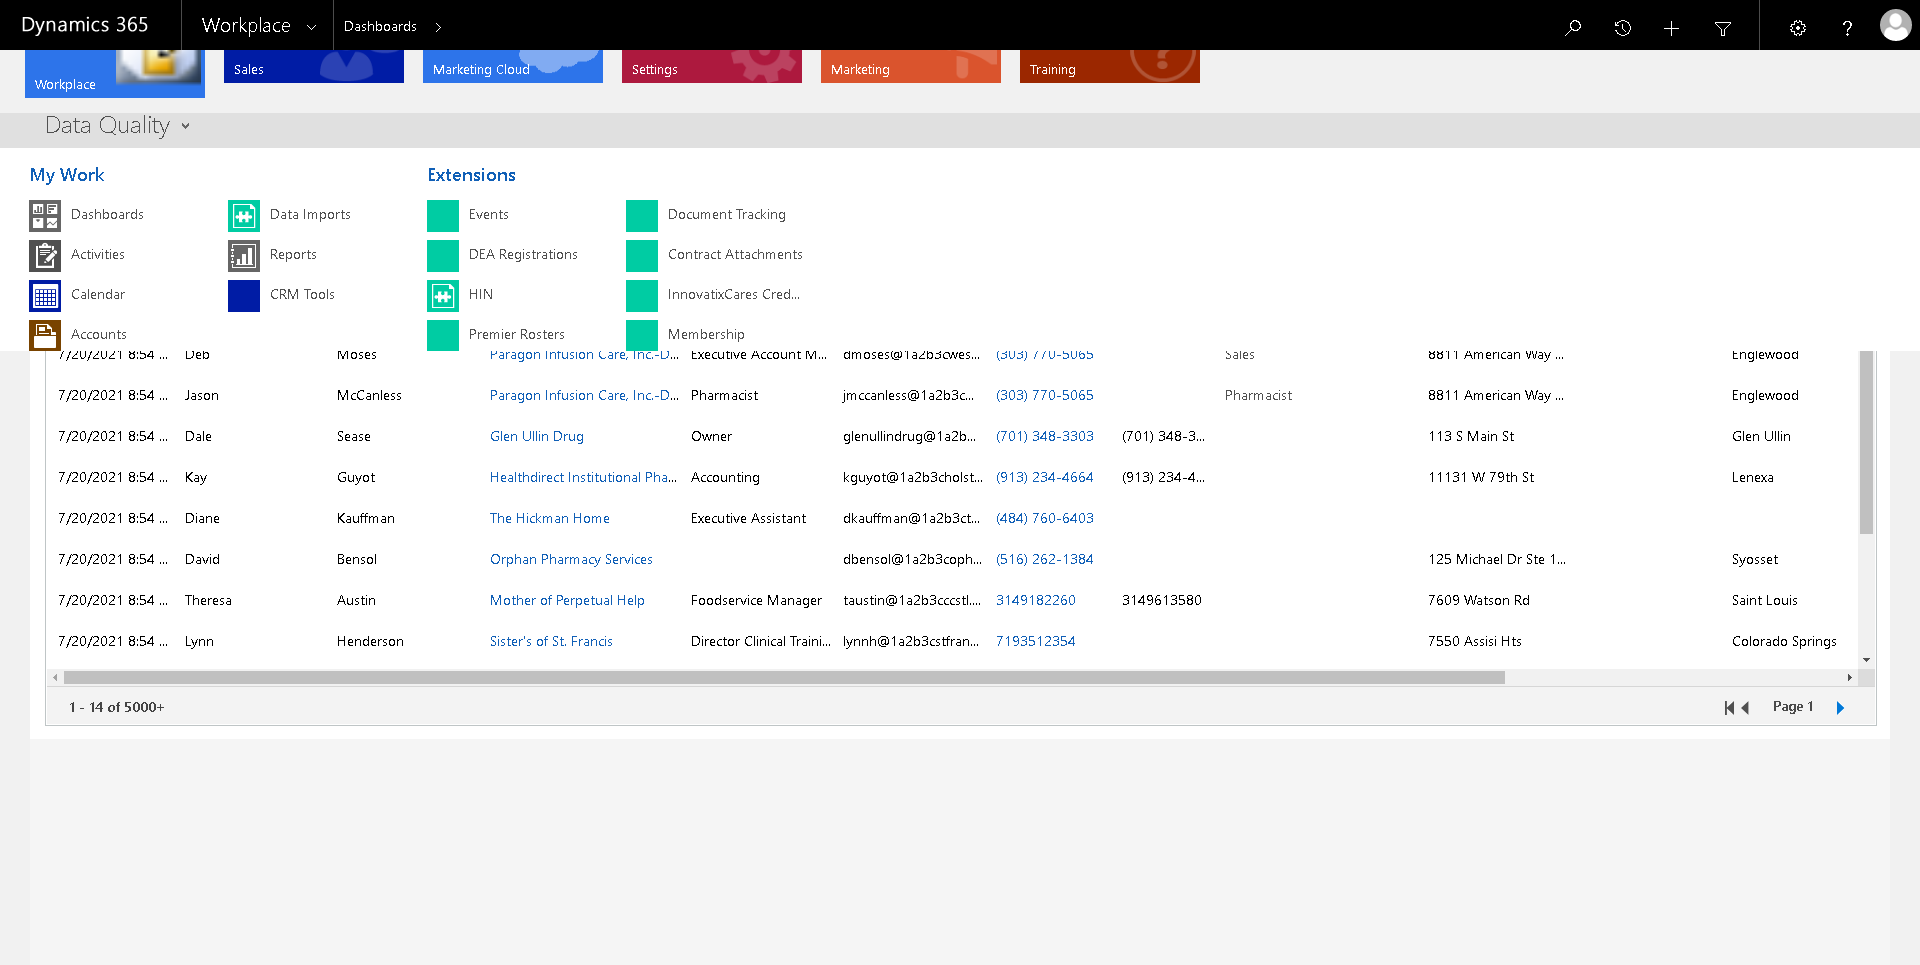 Dynamics 365 Workplace Dashboards
Workplace Sales Marketing Cloud Settings Marketing Training
Data Quality
My Work Extensions
Dashboards Data Imports Events Document Tracking
Activities Reports DEA Registrations Contract Attachments
Calendar CRM Tools HIN InnovatixCares Cred...
Accounts Premier Rosters Membership
7/20/2021 8:54 ... Deb Moses Paragon Infusion Care, Inc.-D... Executive Account M... dmoses@1a2b3cwes... (303) 770-5065 Sales 8811 American Way ... Englewood
7/20/2021 8:54 ... Jason McCanless Paragon Infusion Care, Inc.-D... Pharmacist jmccanless@1a2b3c... (303) 770-5065 Pharmacist 8811 American Way ... Englewood
7/20/2021 8:54 ... Dale Sease Glen Ullin Drug Owner glenullindrug@1a2b... (701) 348-3303 (701) 348-3... 113 S Main St Glen Ullin
7/20/2021 8:54 ... Kay Guyot Healthdirect Institutional Pha... Accounting kguyot@1a2b3cholst... (913) 234-4664 (913) 234-4... 11131 W 79th St Lenexa
7/20/2021 8:54 ... Diane Kauffman The Hickman Home Executive Assistant dkauffman@1a2b3ct... (484) 760-6403
7/20/2021 8:54 ... David Bensol Orphan Pharmacy Services dbensol@1a2b3coph... (516) 262-1384 125 Michael Dr Ste 1... Syosset
7/20/2021 8:54 ... Theresa Austin Mother of Perpetual Help Foodservice Manager taustin@1a2b3cccstl.... 3149182260 3149613580 7609 Watson Rd Saint Louis
7/20/2021 8:54 ... Lynn Henderson Sister's of St. Francis Director Clinical Traini... lynnh@1a2b3cstfran... 7193512354 7550 Assisi Hts Colorado Springs
1 - 14 of 5000+ Page 1